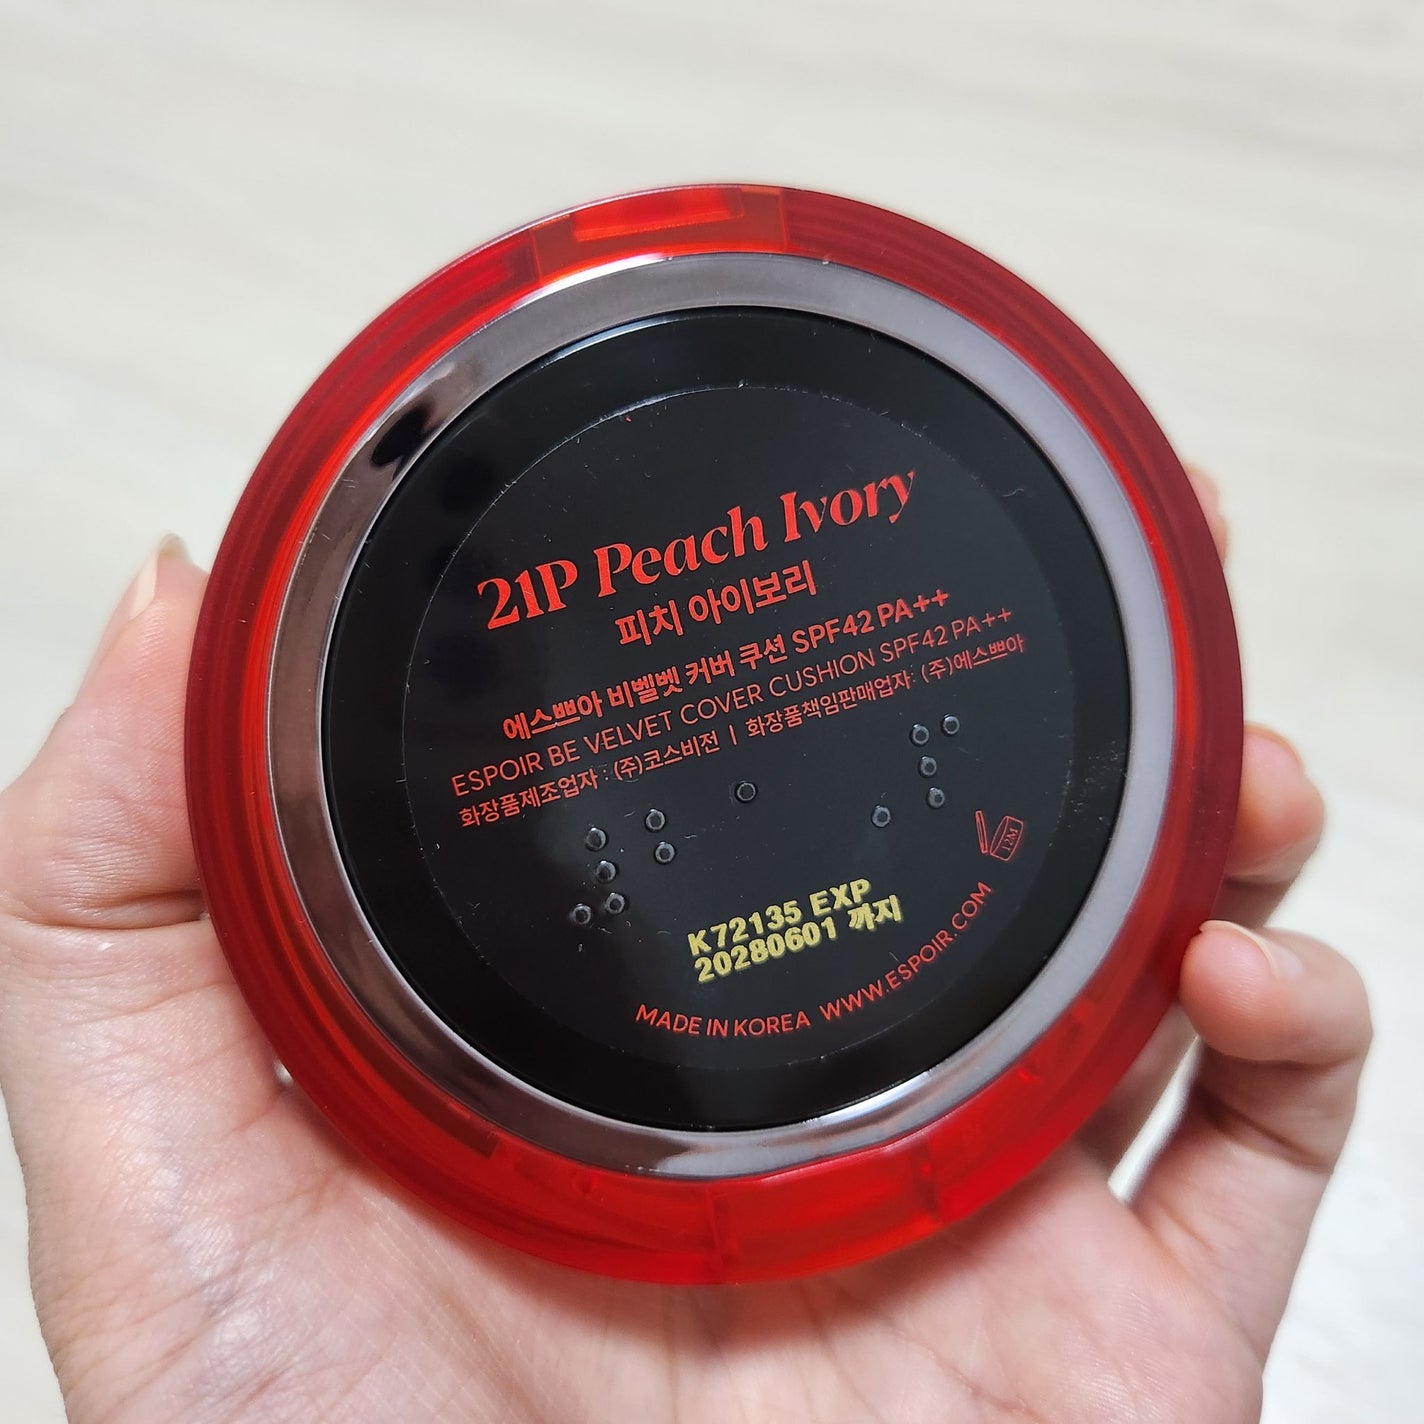 21P Peach Ivory
피치 아이보리
에스쁘아 비벨벳 커버 쿠션 SPF42 PA++
ESPOIR BE VELVET COVER CUSHION SPF42 PA++
화장품제조업자 : (주)코스비전 | 화장품책임판매업자: (주)에스쁘아
12M
K72135 EXP
20280601 까지
MADE IN KOREA WWW.ESPOIR.COM